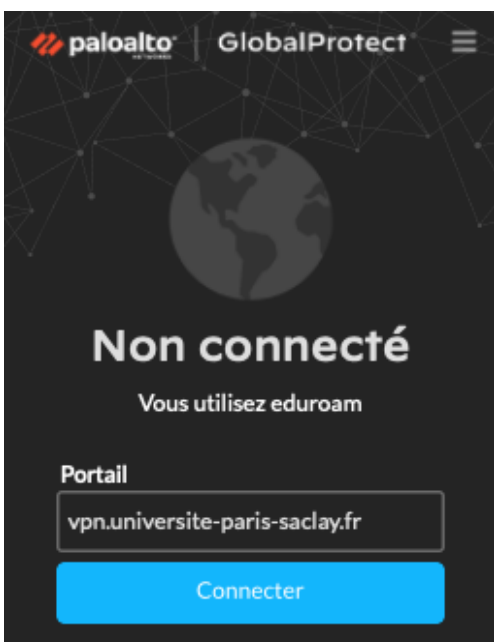 paloalto NETWORKS | GlobalProtect
Non connecté
Vous utilisez eduroam
Portail
vpn.universite-paris-saclay.fr
Connecter